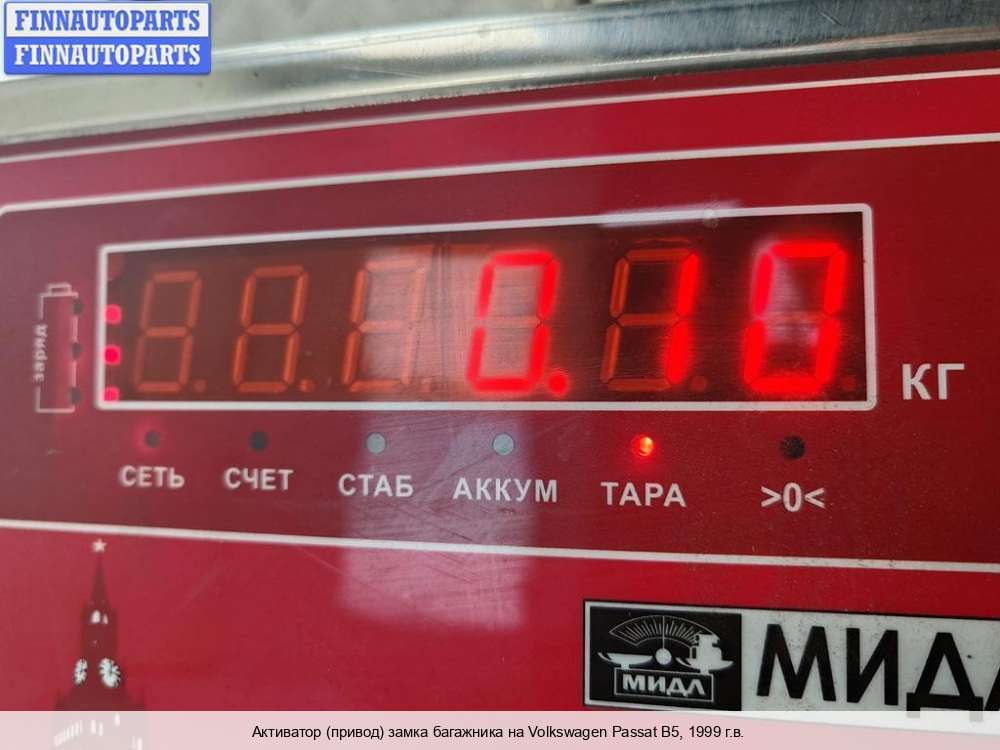 FINNAUTOPARTS
FINNAUTOPARTS
заряд
0.10
КГ
СЕТЬ СЧЕТ СТАБ АККУМ ТАРА >0<
МИДЛ
МИДЛ
Активатор (привод) замка багажника на Volkswagen Passat B5, 1999 г.в.